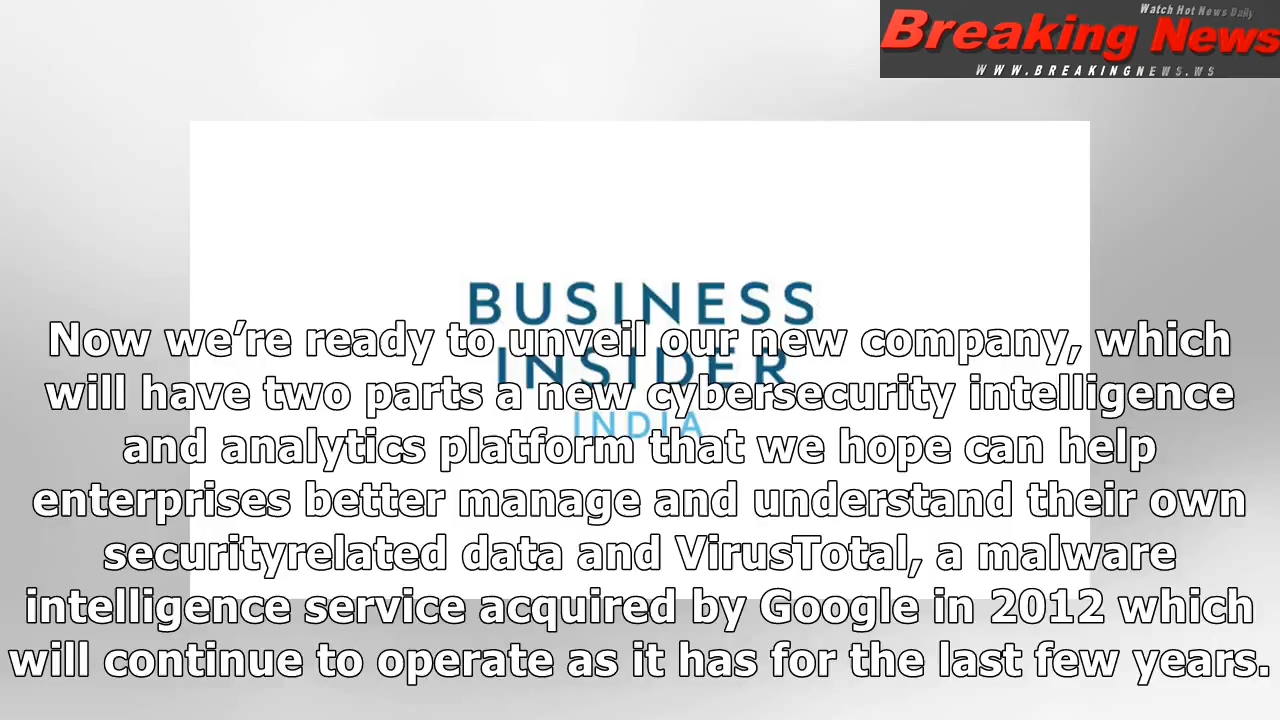 Watch Hot News Daily
Breaking News
WWW.BREAKINGNEWS.WS
BUSINESS
INSIDER
INDIA
Now we’re ready to unveil our new company, which
will have two parts a new cybersecurity intelligence
and analytics platform that we hope can help
enterprises better manage and understand their own
securityrelated data and VirusTotal, a malware
intelligence service acquired by Google in 2012 which
will continue to operate as it has for the last few years.